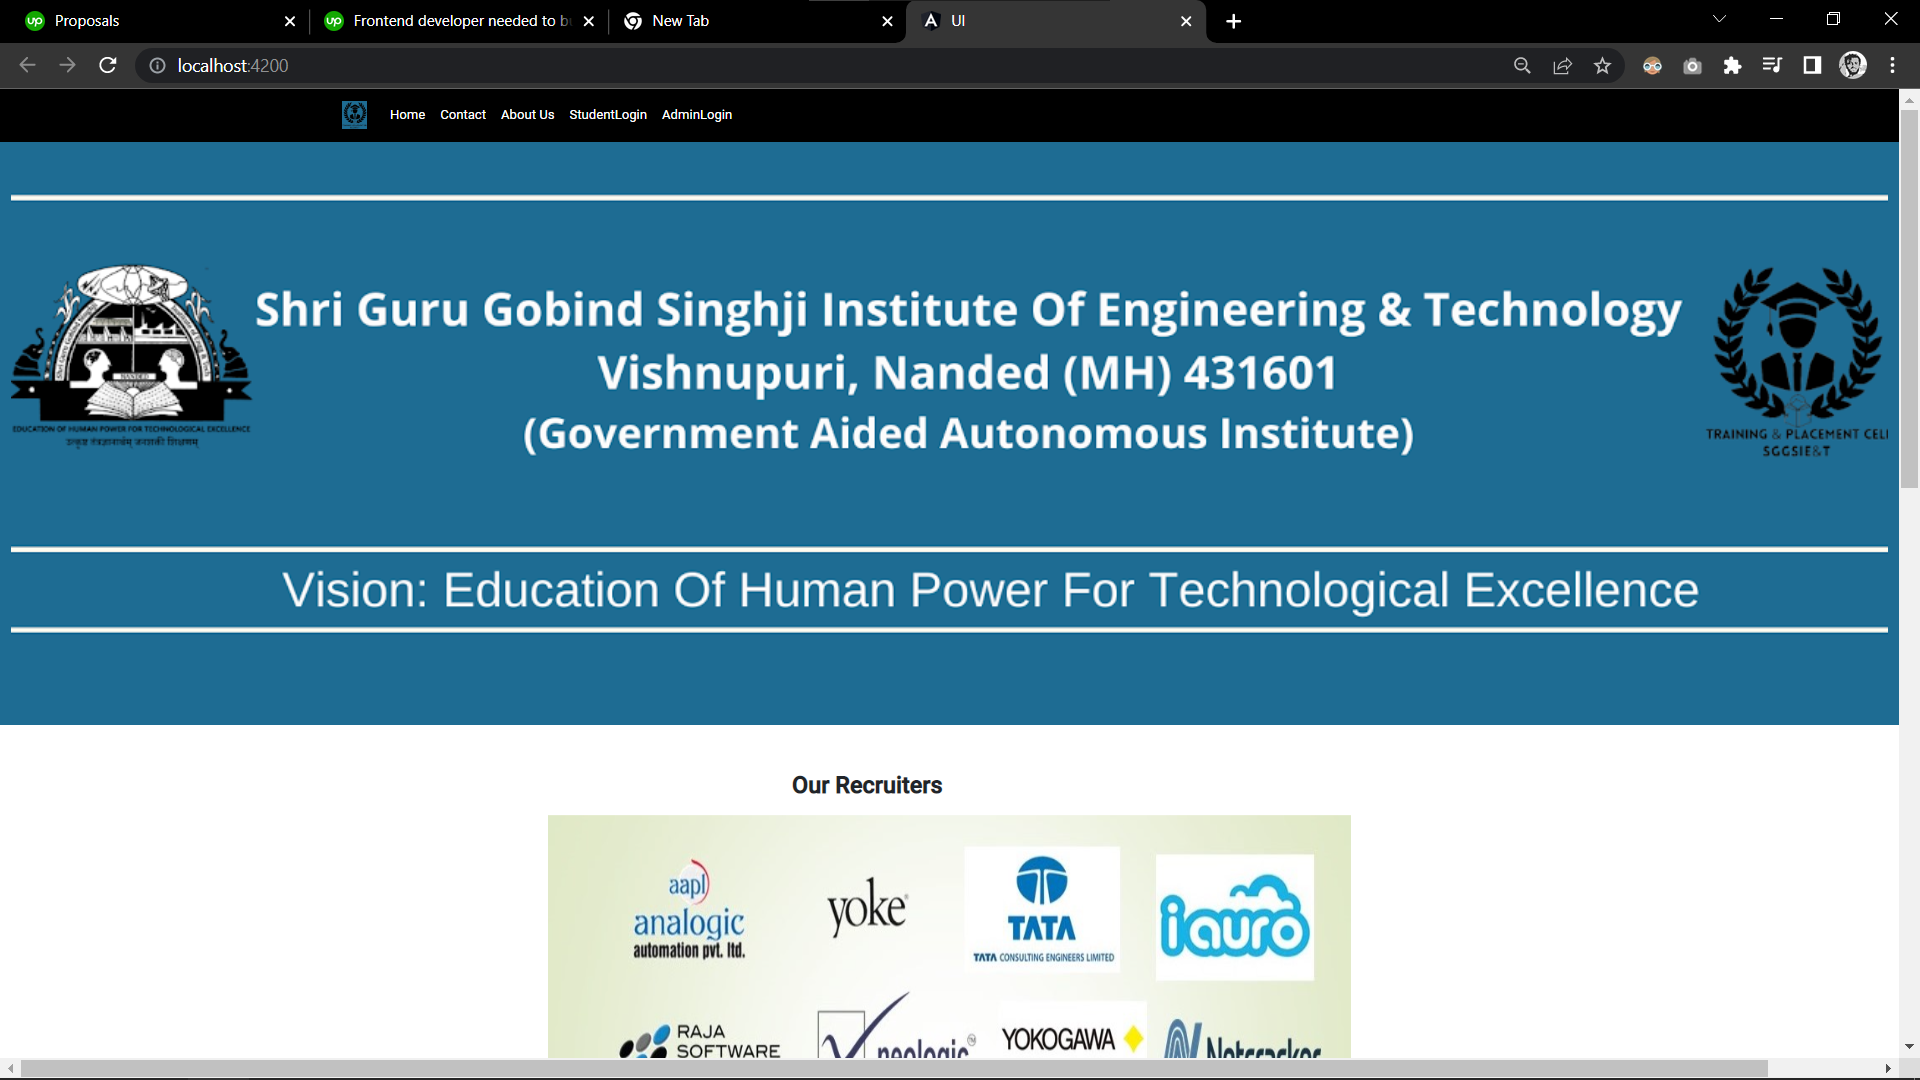 Proposals
Frontend developer needed to b
New Tab
UI
localhost:4200
Home Contact About Us StudentLogin AdminLogin
Shri Guru Gobind Singhji Institute Of Engineering & Technology
Vishnupuri, Nanded (MH) 431601
(Government Aided Autonomous Institute)
NANDED
EDUCATION OF HUMAN POWER FOR TECHNOLOGICAL EXCELLENCE
TRAINING & PLACEMENT CELL
SGGSIE&T
Vision: Education Of Human Power For Technological Excellence
Our Recruiters
aapl
analogic
automation pvt. ltd.
yoke
TATA
TATA CONSULTING ENGINEERS LIMITED
iauro
RAJA
SOFTWARE
neologic
YOKOGAWA
Netcracker